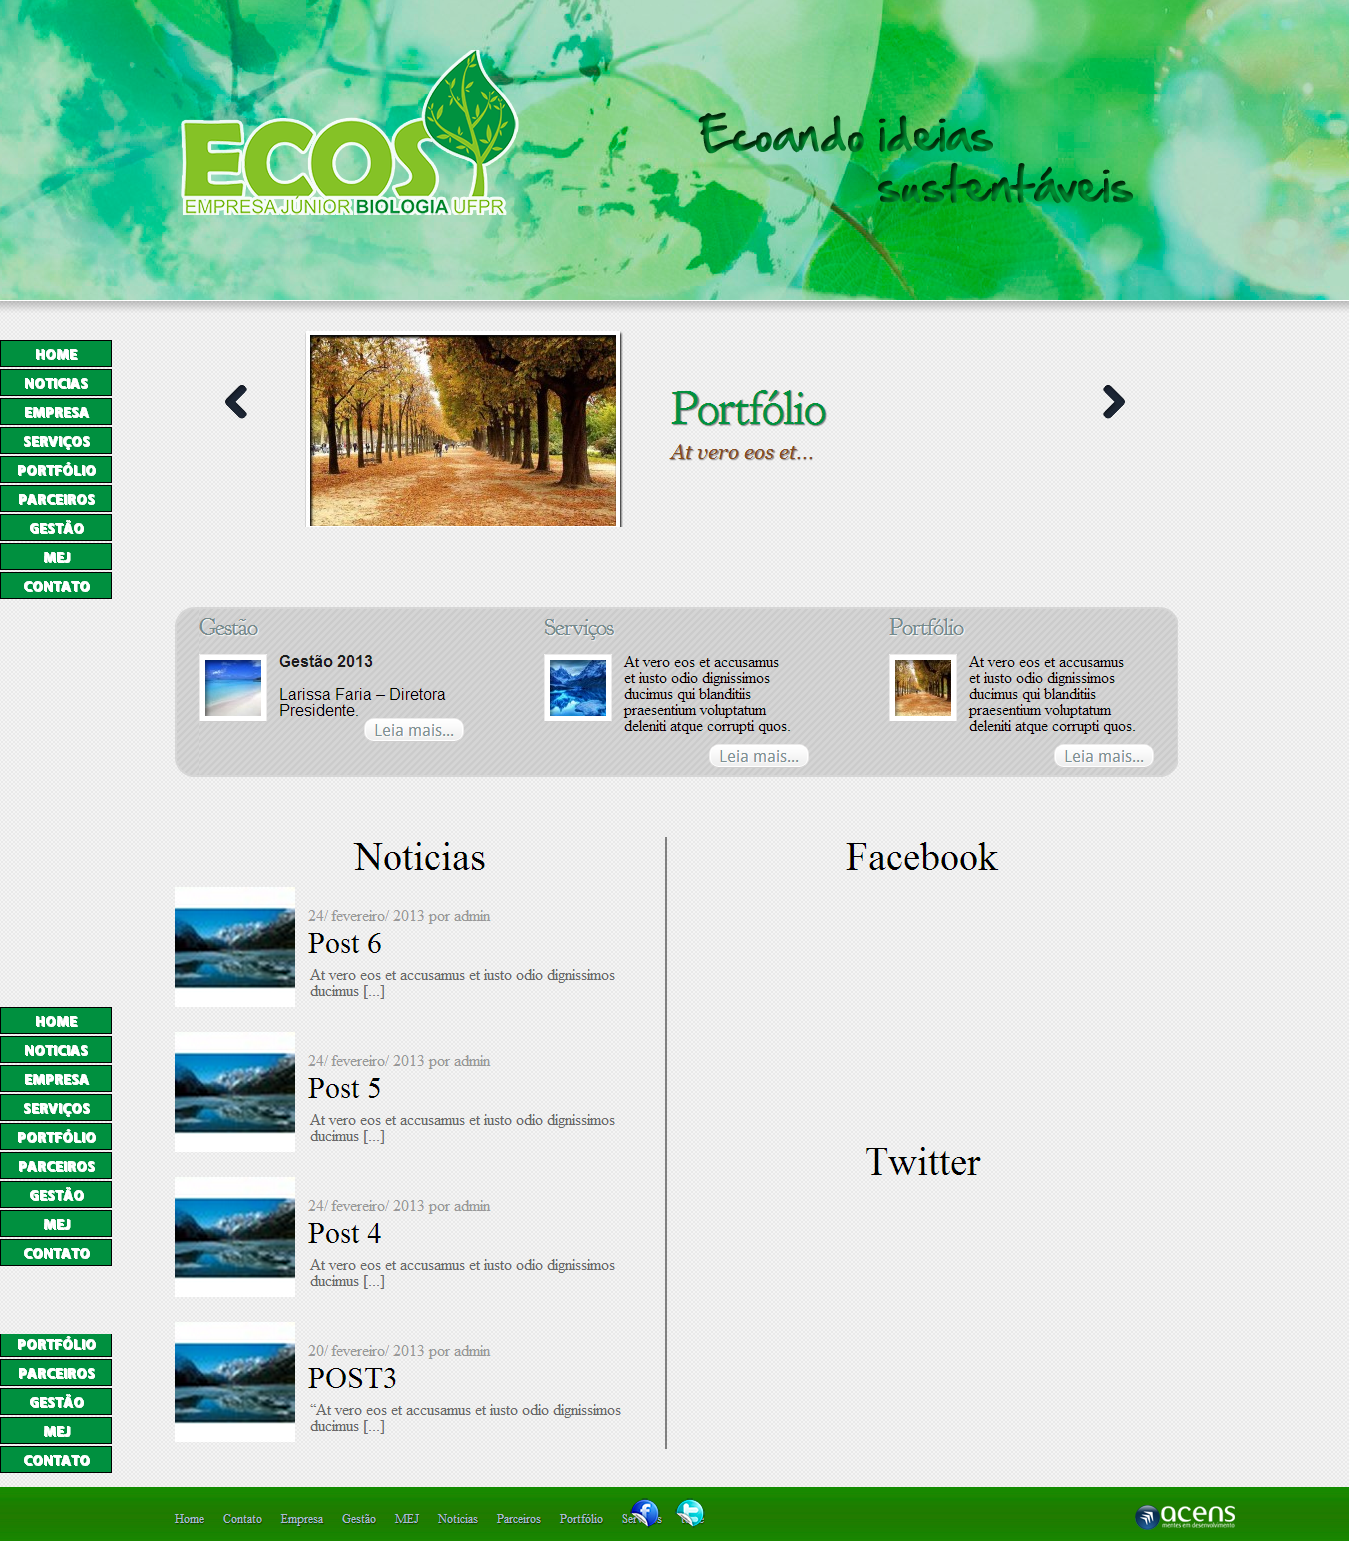 ECOS
EMPRESA JÚNIOR BIOLOGIA UFPR
Ecoando ideias
sustentáveis
HOME
NOTICIAS
EMPRESA
SERVIÇOS
PORTFÓLIO
PARCEIROS
GESTÃO
MEJ
CONTATO
Portfólio
At vero eos et...
Gestão
Gestão 2013
Larissa Faria – Diretora
Presidente.
Leia mais...
Serviços
At vero eos et accusamus
et iusto odio dignissimos
ducimus qui blanditiis
praesentium voluptatum
deleniti atque corrupti quos.
Leia mais...
Portfólio
At vero eos et accusamus
et iusto odio dignissimos
ducimus qui blanditiis
praesentium voluptatum
deleniti atque corrupti quos.
Leia mais...
Noticias
24/ fevereiro/ 2013 por admin
Post 6
At vero eos et accusamus et iusto odio dignissimos
ducimus [...]
24/ fevereiro/ 2013 por admin
Post 5
At vero eos et accusamus et iusto odio dignissimos
ducimus [...]
24/ fevereiro/ 2013 por admin
Post 4
At vero eos et accusamus et iusto odio dignissimos
ducimus [...]
20/ fevereiro/ 2013 por admin
POST3
“At vero eos et accusamus et iusto odio dignissimos
ducimus [...]
Facebook
Twitter
HOME
NOTICIAS
EMPRESA
SERVIÇOS
PORTFÓLIO
PARCEIROS
GESTÃO
MEJ
CONTATO
PORTFÓLIO
PARCEIROS
GESTÃO
MEJ
CONTATO
Home Contato Empresa Gestão MEJ Noticias Parceiros Portfólio
acens
mentes em desenvolvimento